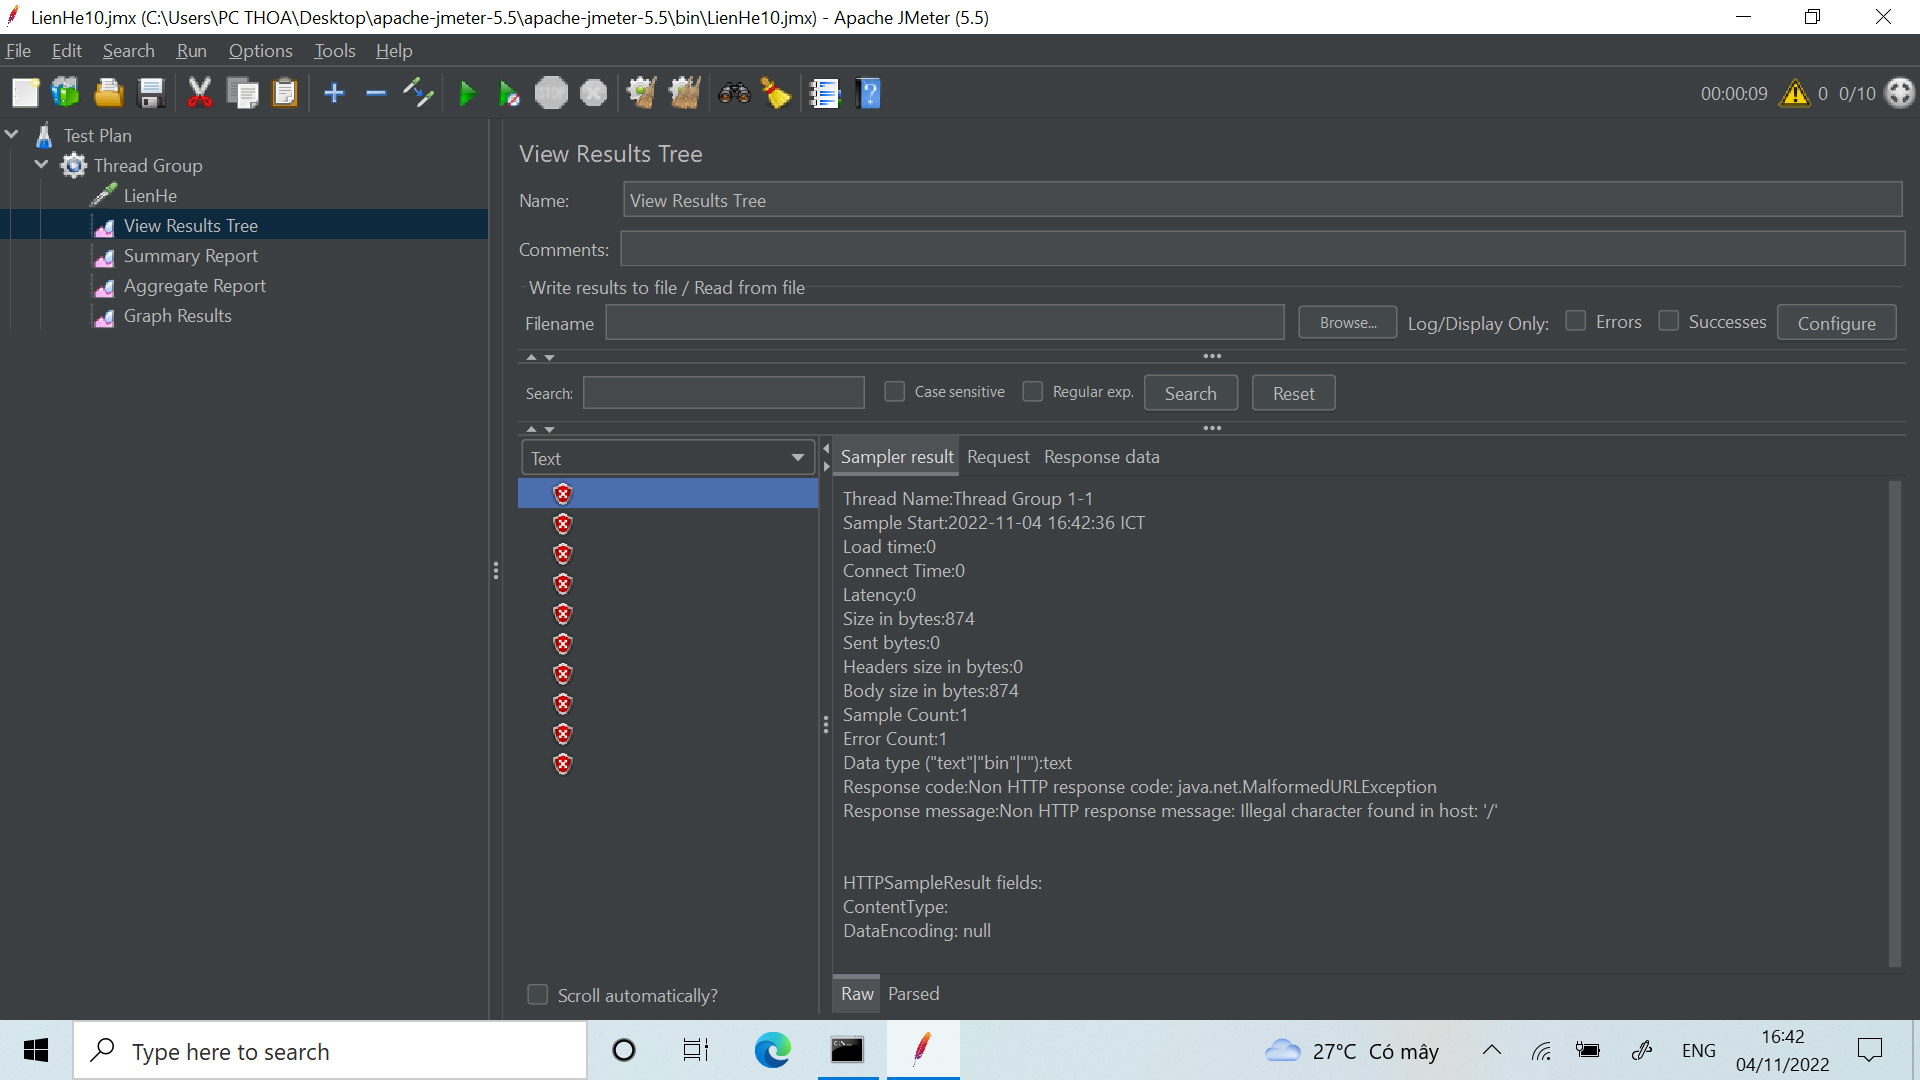 LienHe10.jmx (C:\Users\PC THOA\Desktop\apache-jmeter-5.5\apache-jmeter-5.5\bin\LienHe10.jmx) - Apache JMeter (5.5)
File Edit Search Run Options Tools Help
STOP
00:00:09 0 0/10
Test Plan
Thread Group
LienHe
View Results Tree
Summary Report
Aggregate Report
Graph Results
View Results Tree
Name: View Results Tree
Comments:
Write results to file / Read from file
Filename Browse... Log/Display Only: Errors Successes Configure
Search: Case sensitive Regular exp. Search Reset
Text
Sampler result Request Response data
Thread Name:Thread Group 1-1
Sample Start:2022-11-04 16:42:36 ICT
Load time:0
Connect Time:0
Latency:0
Size in bytes:874
Sent bytes:0
Headers size in bytes:0
Body size in bytes:874
Sample Count:1
Error Count:1
Data type ("text"|"bin"|""):text
Response code:Non HTTP response code: java.net.MalformedURLException
Response message:Non HTTP response message: Illegal character found in host: '/'
HTTPSampleResult fields:
ContentType:
DataEncoding: null
Scroll automatically?
Raw Parsed
Type here to search
27°C Có mây
ENG
16:42
04/11/2022